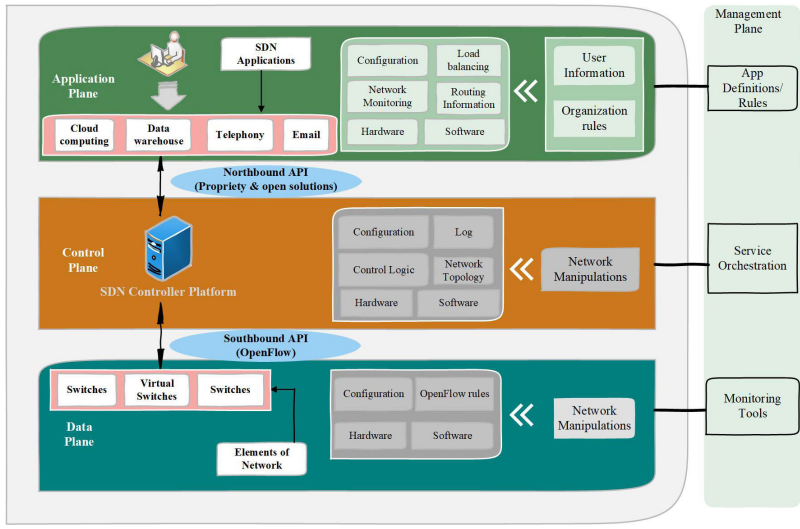 Management
Plane
Application
Plane
SDN
Applications
Cloud
computing
Data
warehouse
Telephony
Email
Configuration
Load
balancing
Network
Monitoring
Routing
Information
Hardware
Software
User
Information
Organization
rules
App
Definitions/
Rules
Northbound API
(Propriety & open solutions)
Control
Plane
SDN Controller Platform
Configuration
Log
Control Logic
Network
Topology
Hardware
Software
Network
Manipulations
Service
Orchestration
Southbound API
(OpenFlow)
Switches
Virtual
Switches
Switches
Data
Plane
Elements of
Network
Configuration
OpenFlow rules
Hardware
Software
Network
Manipulations
Monitoring
Tools